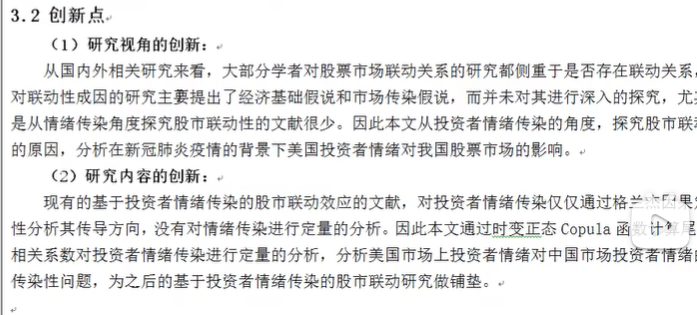 3.2 创新点
（1）研究视角的创新：
从国内外相关研究来看，大部分学者对股票市场联动关系的研究都侧重于是否存在联动关系，
对联动性成因的研究主要提出了经济基础假说和市场传染假说，而并未对其进行深入的探究，尤
是从情绪传染角度探究股市联动性的文献很少。因此本文从投资者情绪传染的角度，探究股市联
的原因，分析在新冠肺炎疫情的背景下美国投资者情绪对我国股票市场的影响。
（2）研究内容的创新：
现有的基于投资者情绪传染的股市联动效应的文献，对投资者情绪传染仅仅通过格兰杰因果
性分析其传导方向，没有对情绪传染进行定量的分析。因此本文通过时变正态 Copula 函数计算
相关系数对投资者情绪传染进行定量的分析，分析美国市场上投资者情绪对中国市场投资者情绪
传染性问题，为之后的基于投资者情绪传染的股市联动研究做铺垫。